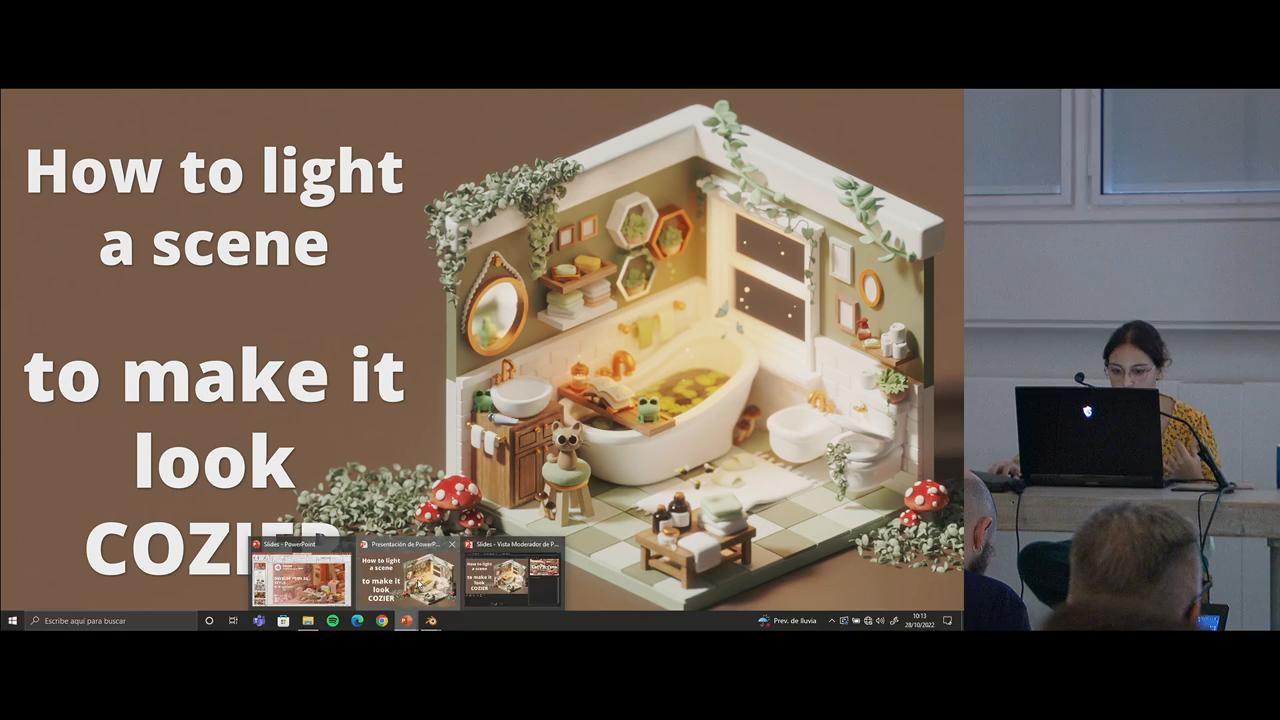 How to light
a scene
to make it
look
COZIER
Slides - PowerPoint
Presentación de PowerP...
Slides - Vista Moderador de P...
How to light
a scene
to make it
look
COZIER
Escribe aquí para buscar
Prev. de lluvia
10:13
28/10/2022